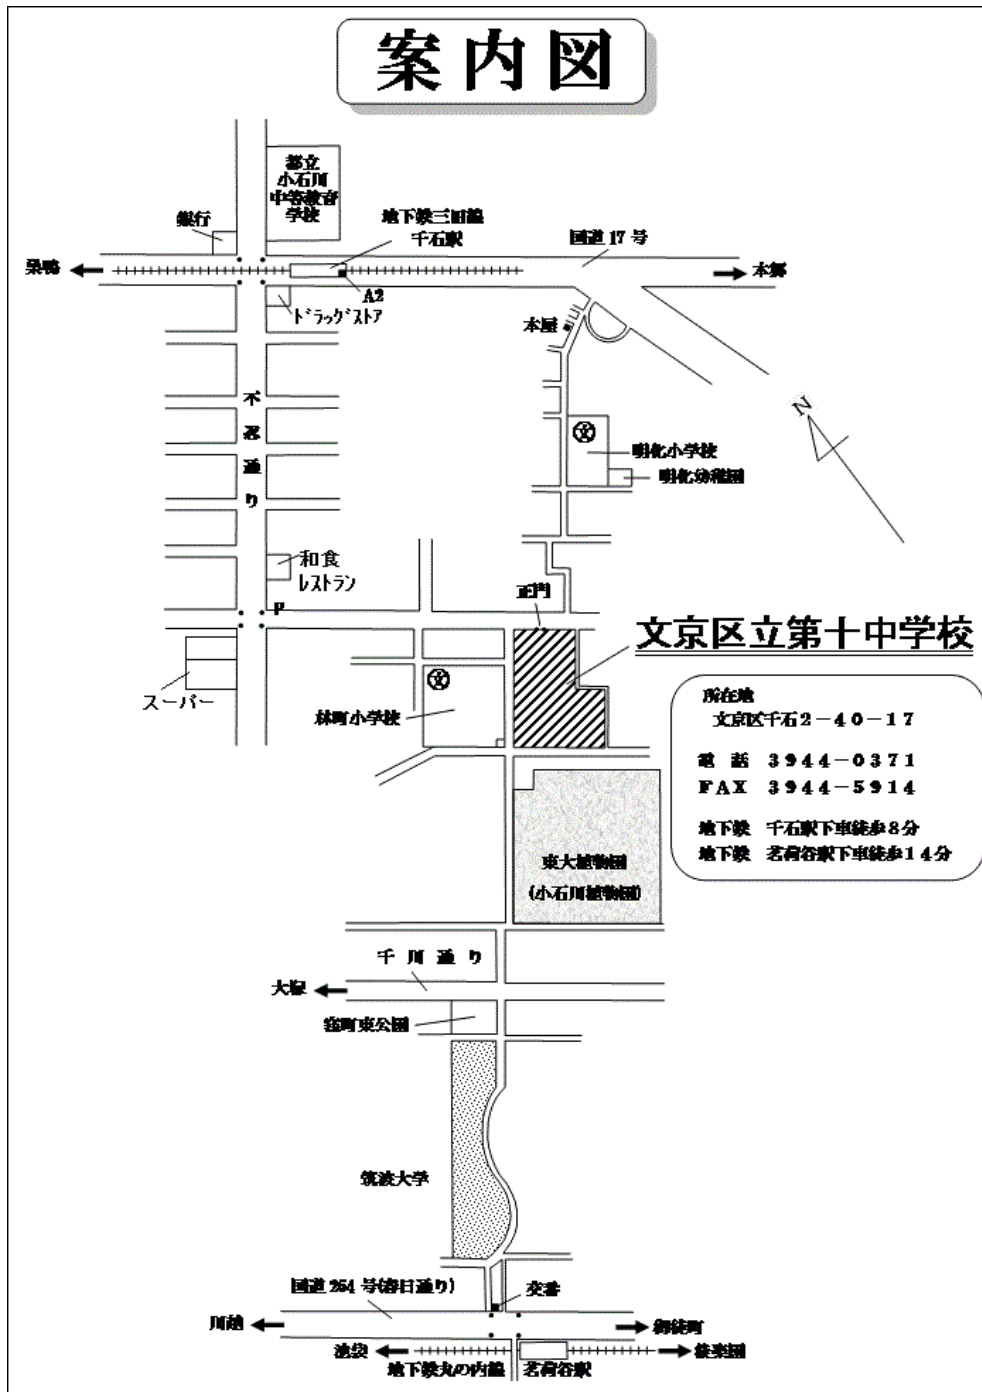 案内図
都立
小石川
中等教育
学校
銀行
地下鉄三田線
千石駅
国道17号
巣鴨
本郷
A2
ドラッグストア
本屋
不忍通り
N
明化小学校
明化幼稚園
和食
レストラン
P
正門
文京区立第十中学校
スーパー
林町小学校
所在地
文京区千石2-40-17
電話 3944-0371
FAX 3944-5914
地下鉄 千石駅下車徒歩8分
地下鉄 茗荷谷駅下車徒歩14分
東大植物園
(小石川植物園)
千川通り
大塚
窪町東公園
筑波大学
国道254号(春日通り)
交番
川越
御徒町
池袋
地下鉄丸の内線
茗荷谷駅
後楽園